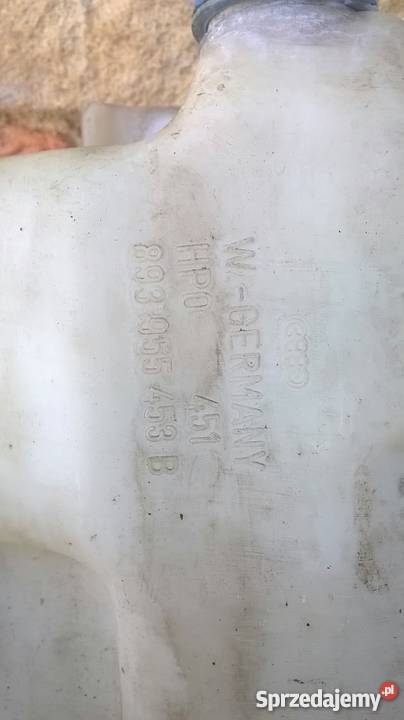 W.-GERMANY
HPO 451
893 955 453 B
Sprzedajemy.pl